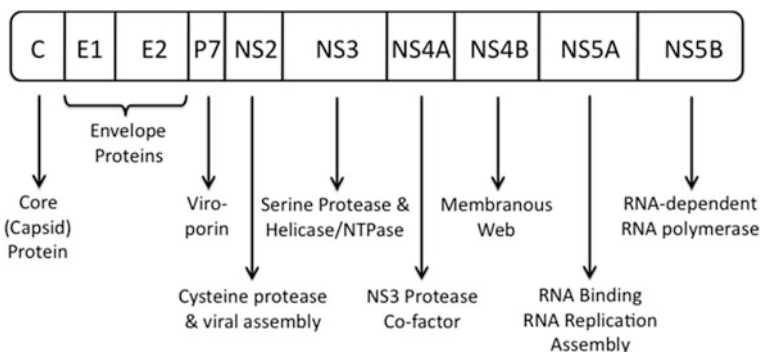 C E1 E2 P7 NS2 NS3 NS4A NS4B NS5A NS5B
Envelope
Proteins
Core
(Capsid)
Protein
Viro-
porin
Serine Protease &
Helicase/NTPase
Membranous
Web
RNA-dependent
RNA polymerase
Cysteine protease
& viral assembly
NS3 Protease
Co-factor
RNA Binding
RNA Replication
Assembly